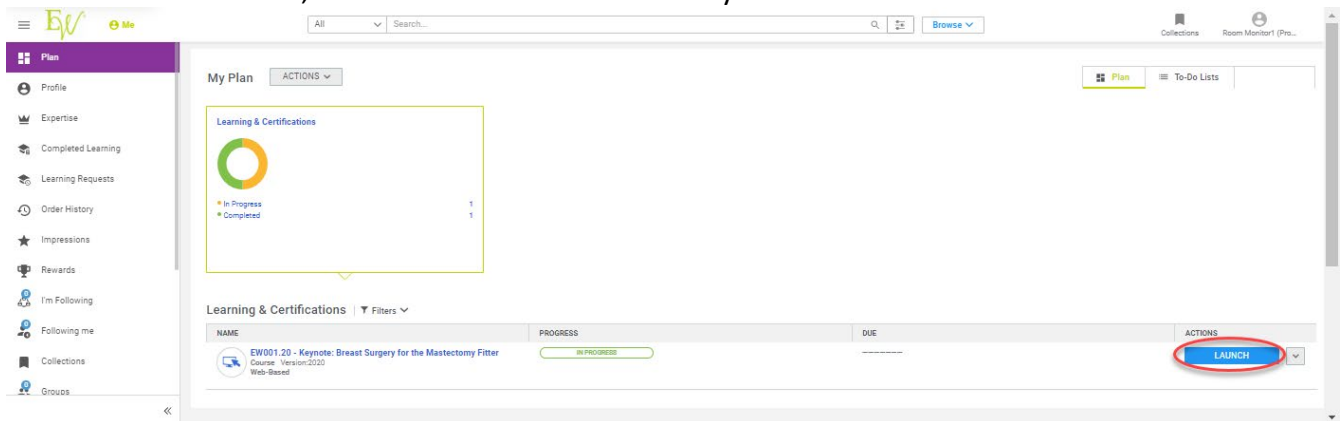 EW Me All Search... Browse Collections Room Monitor1 (Pro...
Plan
Profile
Expertise
Completed Learning
Learning Requests
Order History
Impressions
Rewards
I'm Following
Following me
Collections
Groups
My Plan ACTIONS Plan To-Do Lists
Learning & Certifications
In Progress 1
Completed 1
Learning & Certifications Filters
NAME PROGRESS DUE ACTIONS
EW001.20 - Keynote: Breast Surgery for the Mastectomy Fitter IN PROGRESS ------- LAUNCH
Course Version:2020
Web-Based